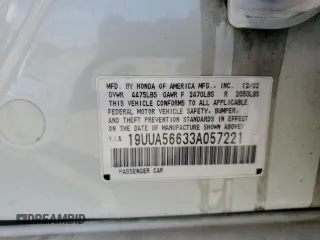 MFD. BY HONDA OF AMERICA MFG., INC. 12/02
GVWR 4475LBS GAWR F 2470LBS R 2050LBS
THIS VEHICLE CONFORMS TO ALL APPLICABLE
FEDERAL MOTOR VEHICLE SAFETY, BUMPER,
AND THEFT PREVENTION STANDARDS IN EFFECT ON
THE DATE OF MANUFACTURE SHOWN ABOVE.
V.I.N. 19UUA56633A057221
PASSENGER CAR
DREAMBID